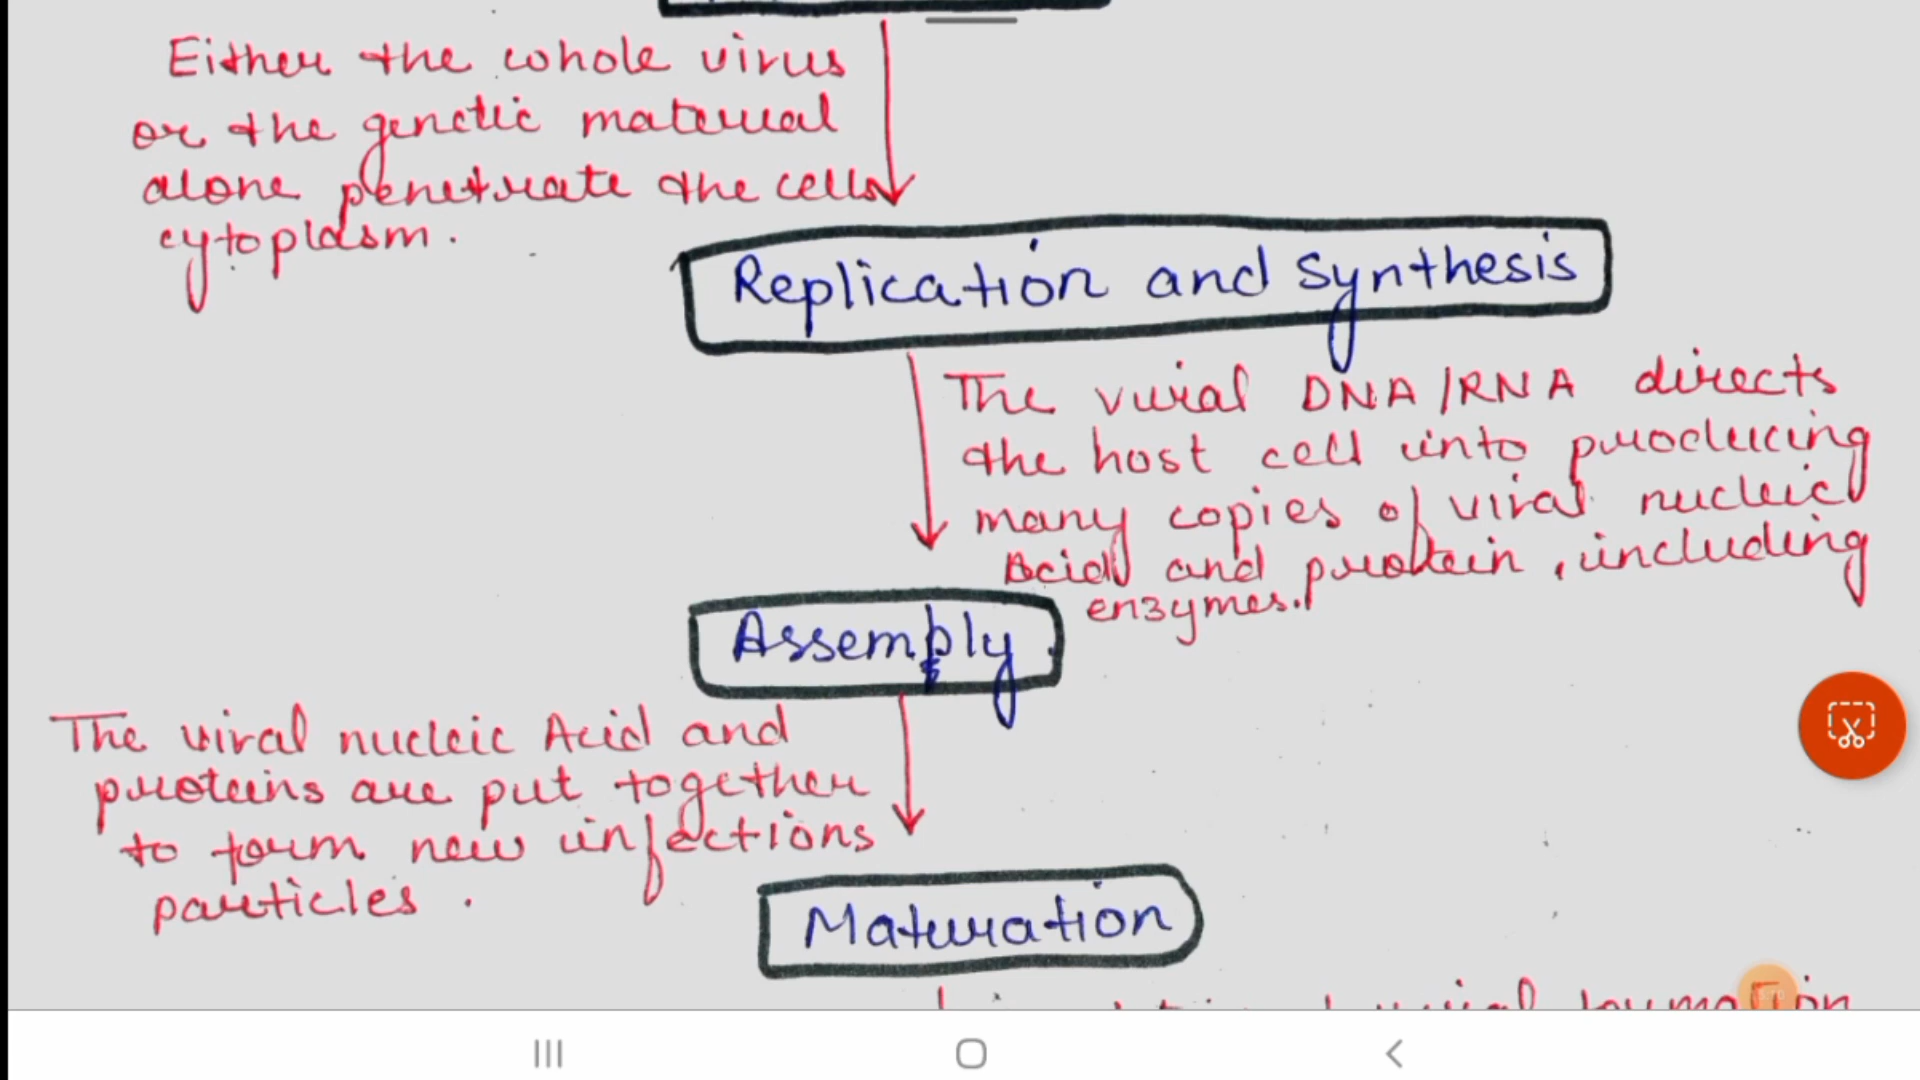 Either the whole virus
or the genetic material
alone penetrate the cells
cytoplasm.
Replication and synthesis
The viral DNA/RNA directs
the host cell into producing
many copies of viral nucleic
Acid and protein, including
enzymes.
Assembly
The viral nucleic Acid and
proteins are put together
to form new infections
particles.
Maturation
viral formation